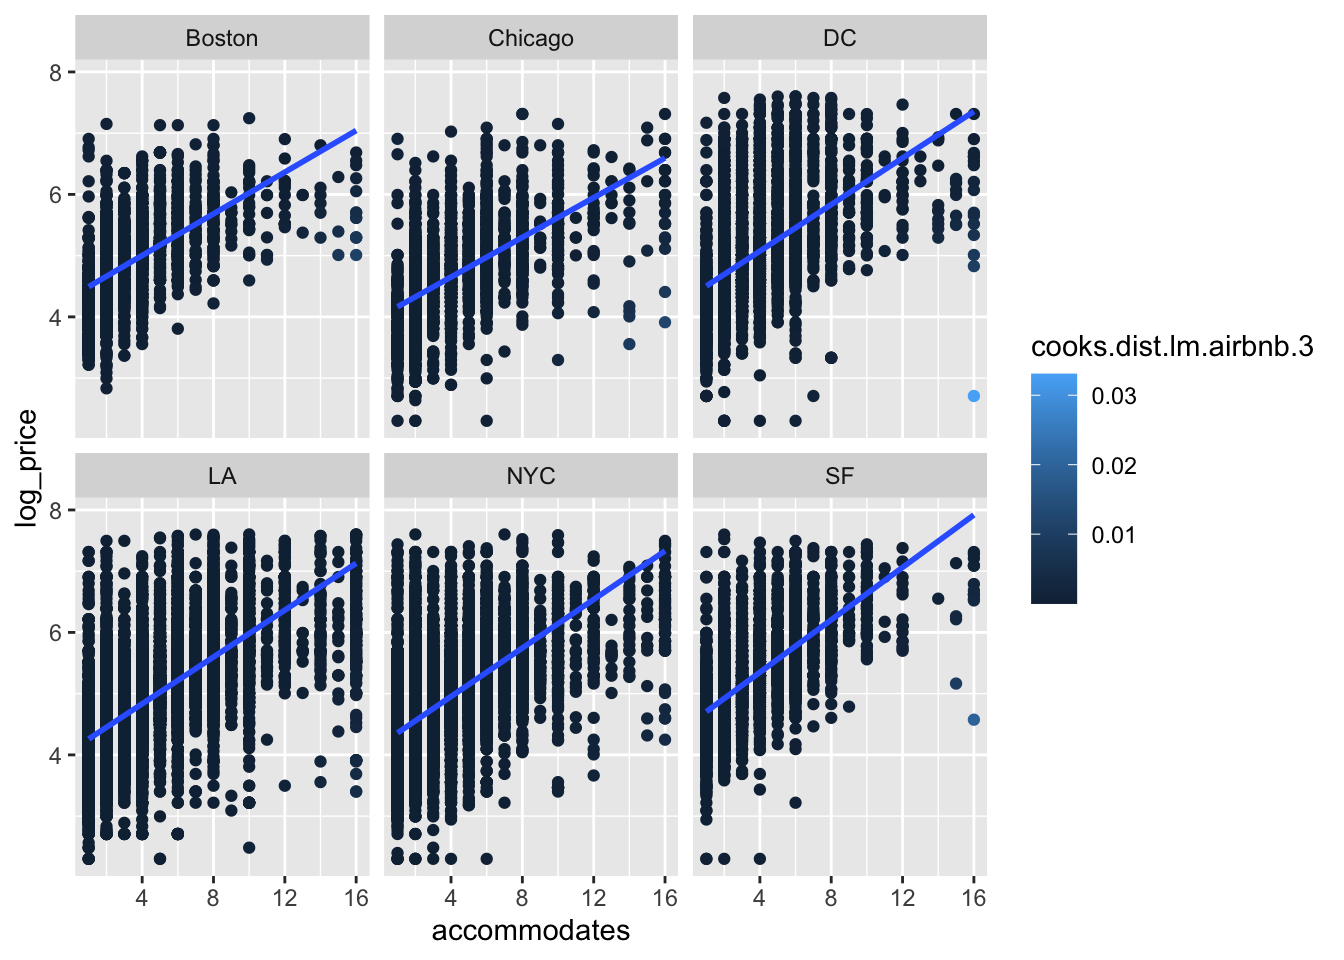 Boston Chicago DC
8
6
4
LA NYC SF
8
6
4
4 8 12 16 4 8 12 16 4 8 12 16
accommodates
log_price
cooks.dist.lm.airbnb.3
0.03
0.02
0.01